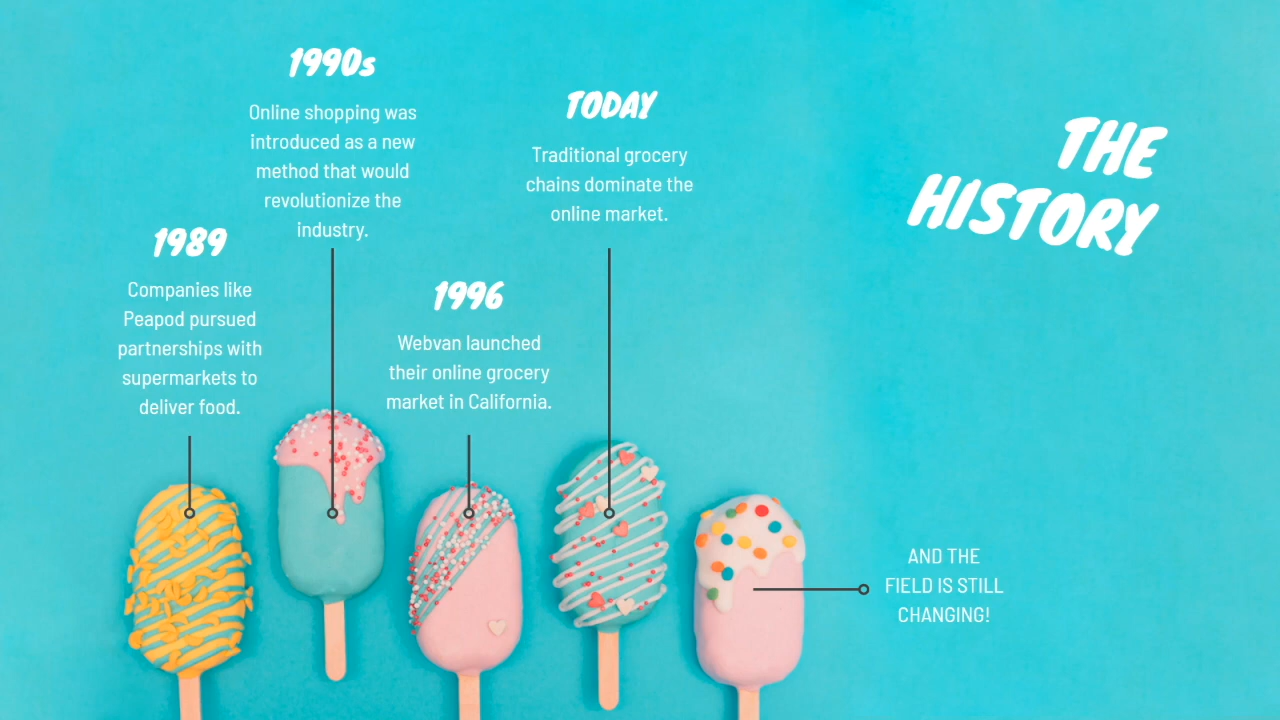 THE
HISTORY
1989
Companies like
Peapod pursued
partnerships with
supermarkets to
deliver food.
1990s
Online shopping was
introduced as a new
method that would
revolutionize the
industry.
1996
Webvan launched
their online grocery
market in California.
TODAY
Traditional grocery
chains dominate the
online market.
AND THE
FIELD IS STILL
CHANGING!